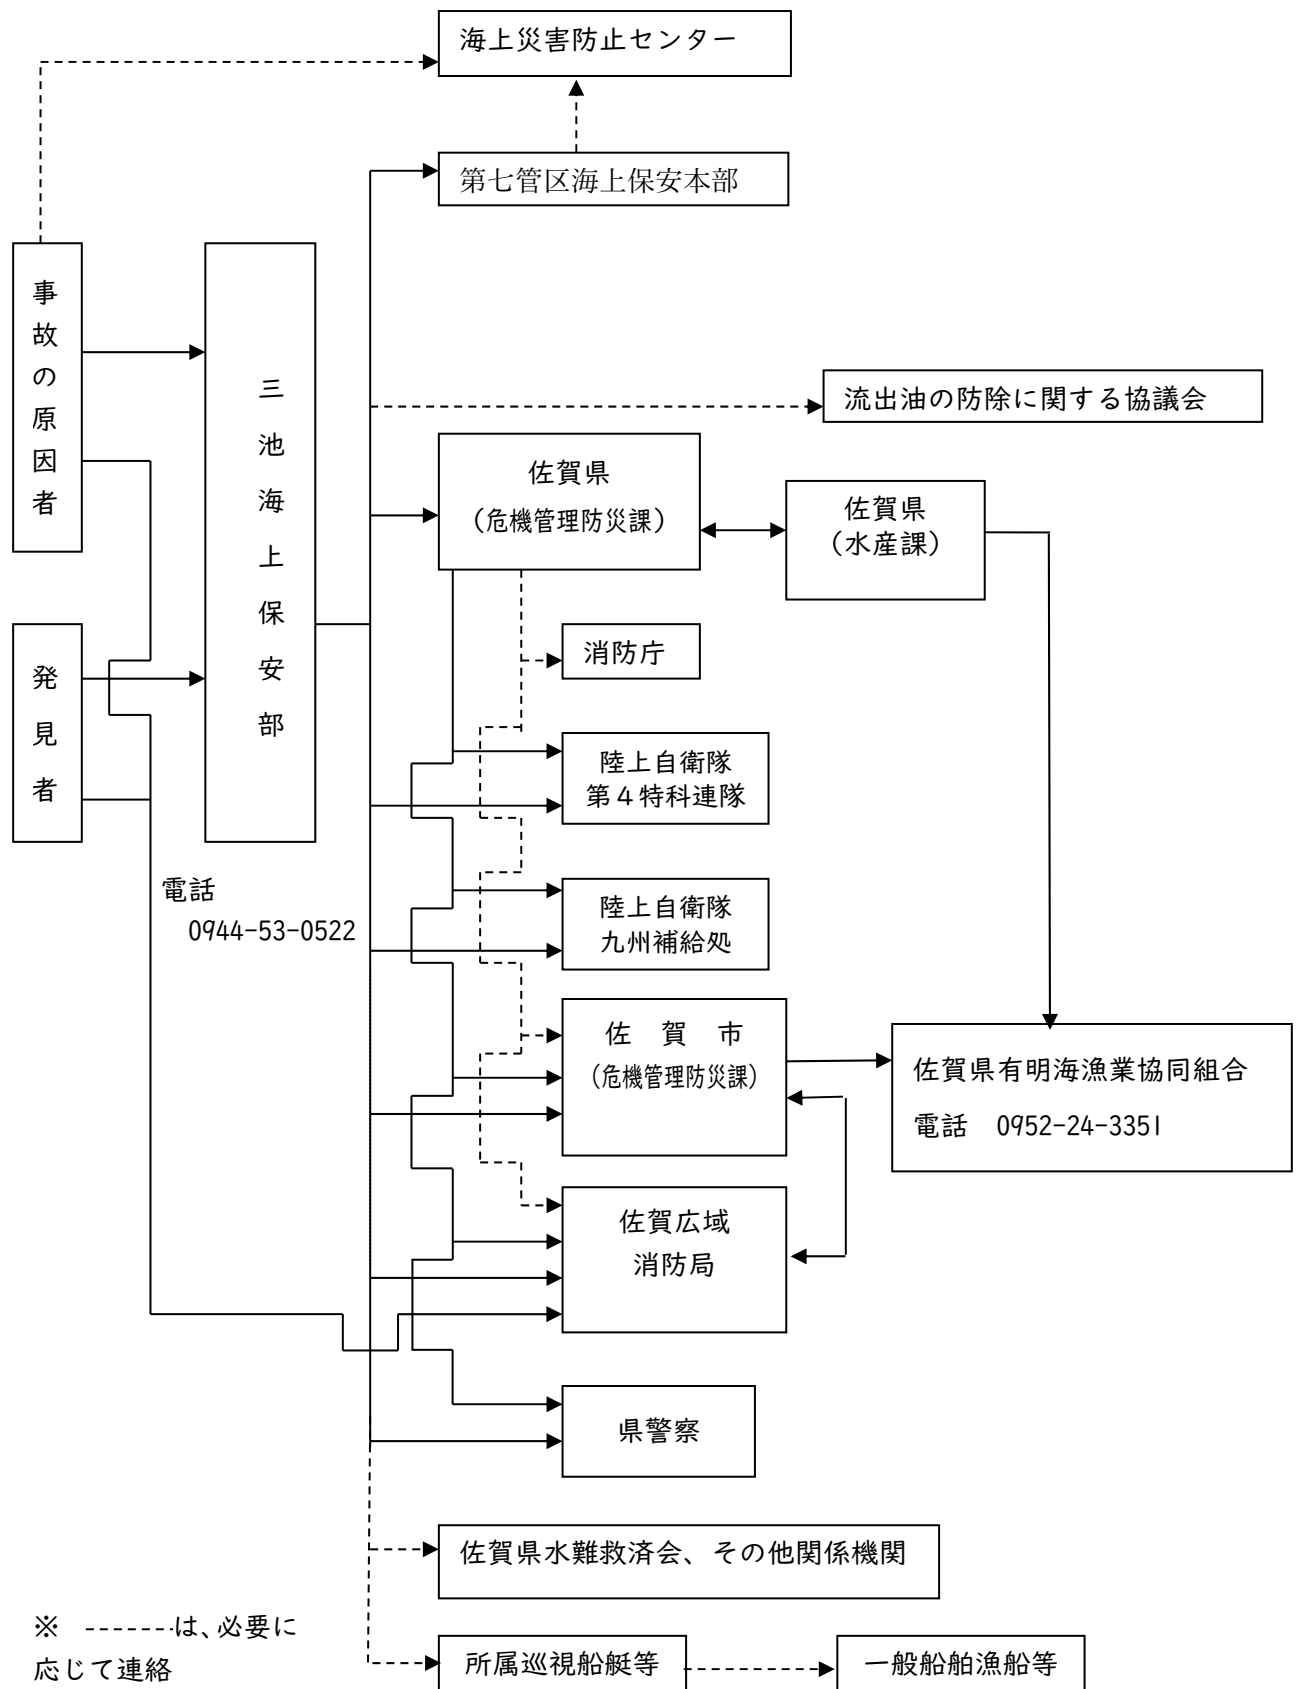 海上災害防止センター
第七管区海上保安本部
事故の原因者
三池海上保安部
流出油の防除に関する協議会
佐賀県
（危機管理防災課）
佐賀県
（水産課）
発見者
消防庁
陸上自衛隊
第４特科連隊
電話
0944-53-0522
陸上自衛隊
九州補給処
佐　賀　市
（危機管理防災課）
佐賀県有明海漁業協同組合
電話　0952-24-3351
佐賀広域
消防局
県警察
佐賀県水難救済会、その他関係機関
※　-------は、必要に
応じて連絡
所属巡視船艇等
一般船舶漁船等